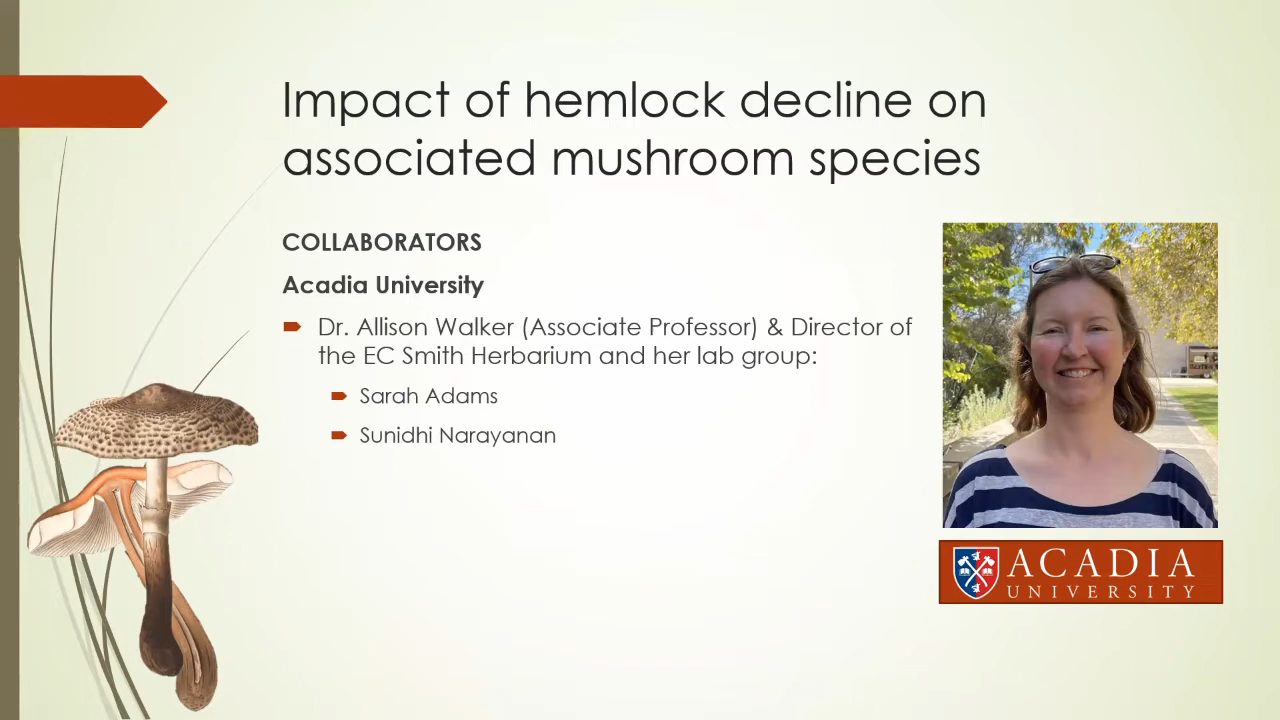 Impact of hemlock decline on
associated mushroom species
COLLABORATORS
Acadia University
Dr. Allison Walker (Associate Professor) & Director of
the EC Smith Herbarium and her lab group:
Sarah Adams
Sunidhi Narayanan
ACADIA
UNIVERSITY